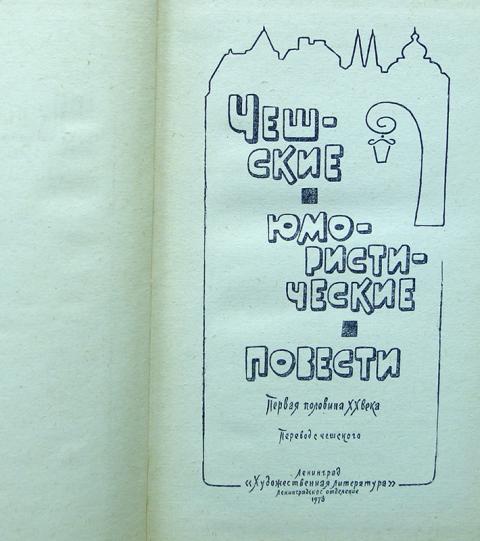 ЧЕШ-
СКИЕ
ЮМО-
РИСТИ-
ЧЕСКИЕ
ПОВЕСТИ
Первая половина XX века
Перевод с чешского
Ленинград
«Художественная литература»
Ленинградское отделение
1978